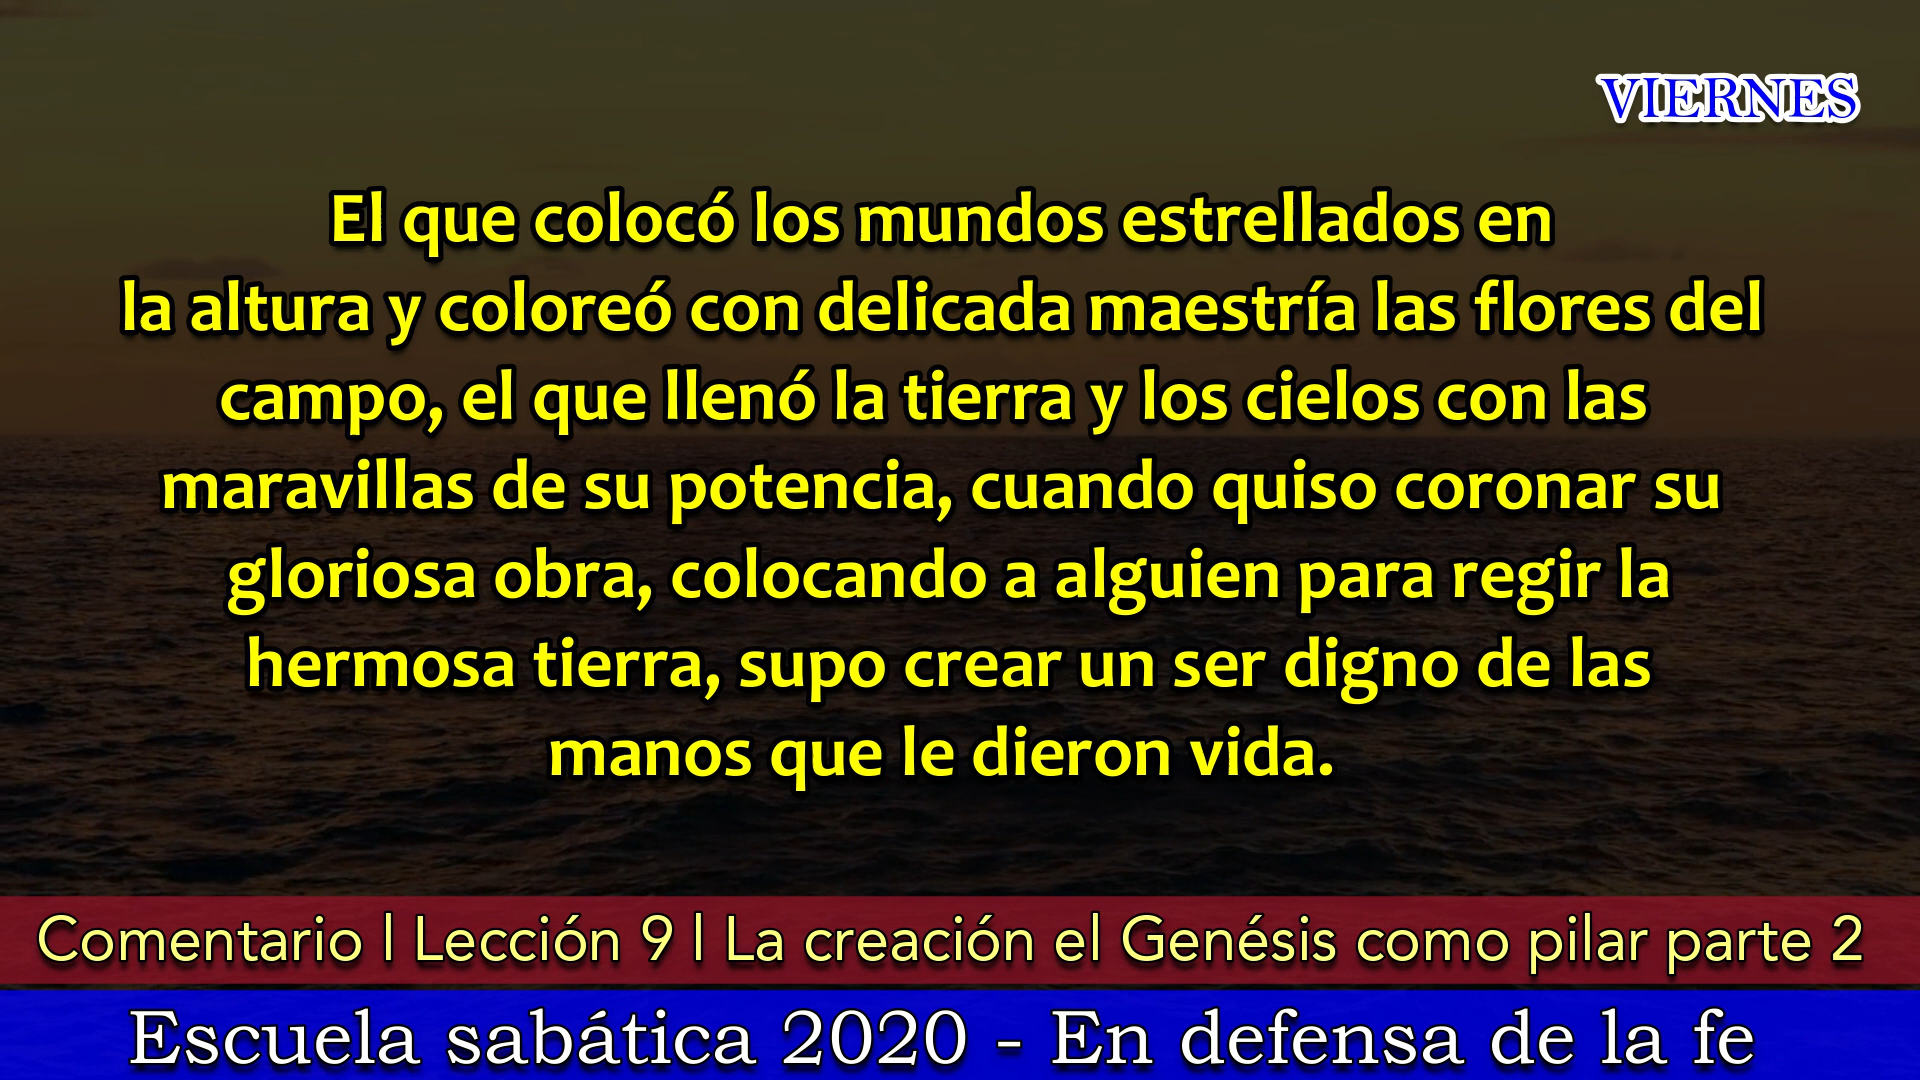 VIERNES
El que colocó los mundos estrellados en
la altura y coloreó con delicada maestría las flores del
campo, el que llenó la tierra y los cielos con las
maravillas de su potencia, cuando quiso coronar su
gloriosa obra, colocando a alguien para regir la
hermosa tierra, supo crear un ser digno de las
manos que le dieron vida.
Comentario | Lección 9 | La creación el Genésis como pilar parte 2
Escuela sabática 2020 - En defensa de la fe